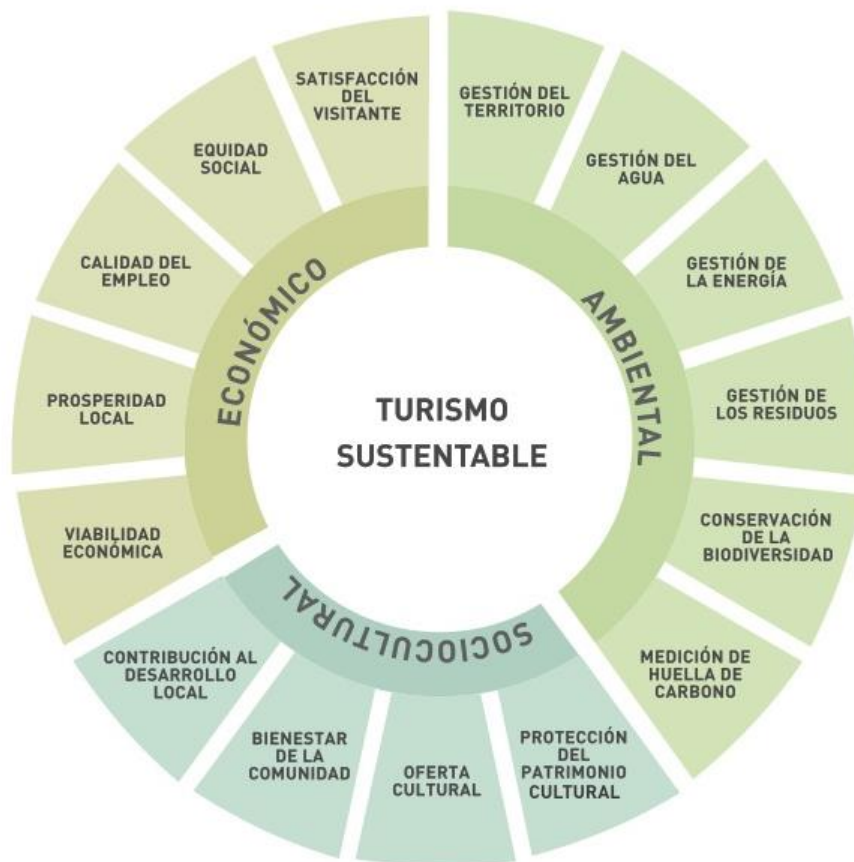 TURISMO
SUSTENTABLE
AMBIENTAL
GESTIÓN DEL
TERRITORIO
GESTIÓN DEL
AGUA
GESTIÓN DE
LA ENERGÍA
GESTIÓN DE
LOS RESIDUOS
CONSERVACIÓN
DE LA
BIODIVERSIDAD
MEDICIÓN DE
HUELLA DE
CARBONO
SOCIOCULTURAL
PROTECCIÓN
DEL
PATRIMONIO
CULTURAL
OFERTA
CULTURAL
BIENESTAR
DE LA
COMUNIDAD
CONTRIBUCIÓN AL
DESARROLLO
LOCAL
ECONÓMICO
VIABILIDAD
ECONÓMICA
PROSPERIDAD
LOCAL
CALIDAD DEL
EMPLEO
EQUIDAD
SOCIAL
SATISFACCIÓN
DEL
VISITANTE